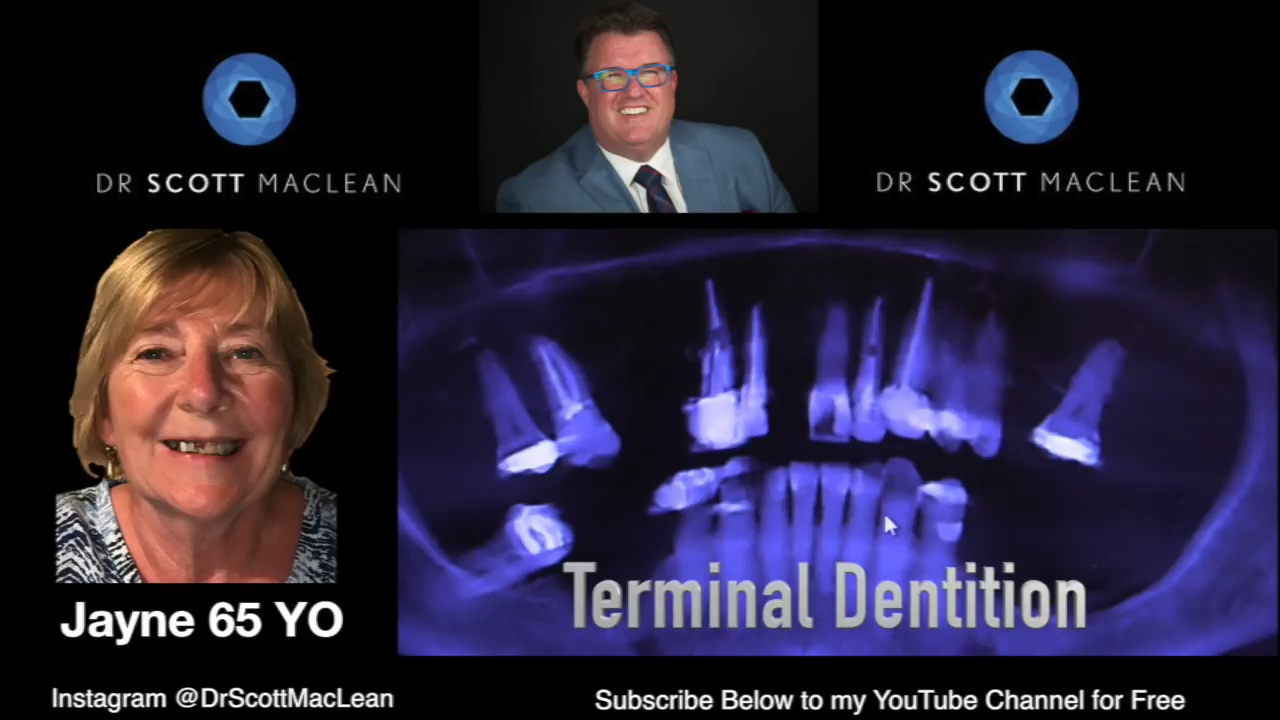 DR SCOTT MACLEAN
DR SCOTT MACLEAN
Terminal Dentition
Jayne 65 YO
Instagram @DrScottMacLean
Subscribe Below to my YouTube Channel for Free